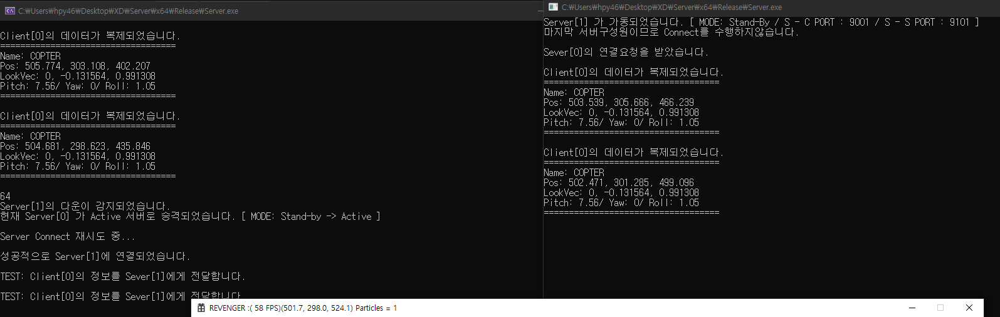 C:\Users\hpy46\Desktop\XD\Server\x64\Release\Server.exe
Client[0]의 데이터가 복제되었습니다.
===================================
Name: COPTER
Pos: 505.774, 303.108, 402.207
LookVec: 0, -0.131564, 0.991308
Pitch: 7.56/ Yaw: 0/ Roll: 1.05
===================================
Client[0]의 데이터가 복제되었습니다.
===================================
Name: COPTER
Pos: 504.681, 298.623, 435.846
LookVec: 0, -0.131564, 0.991308
Pitch: 7.56/ Yaw: 0/ Roll: 1.05
===================================
64
Server[1]의 다운이 감지되었습니다.
현재 Server[0] 가 Active 서버로 승격되었습니다. [ MODE: Stand-by -> Active ]
Server Connect 재시도 중...
성공적으로 Server[1]에 연결되었습니다.
TEST: Client[0]의 정보를 Sever[1]에게 전달합니다.
TEST: Client[0]의 정보를 Sever[1]에게 전달합니다
C:\Users\hpy46\Desktop\XD\Server\x64\Release\Server.exe
Server[1] 가 가동되었습니다. [ MODE: Stand-By / S - C PORT : 9001 / S - S PORT : 9101 ]
마지막 서버구성원이므로 Connect를 수행하지않습니다.
Sever[0]의 연결요청을 받았습니다.
Client[0]의 데이터가 복제되었습니다.
===================================
Name: COPTER
Pos: 503.539, 305.666, 466.239
LookVec: 0, -0.131564, 0.991308
Pitch: 7.56/ Yaw: 0/ Roll: 1.05
===================================
Client[0]의 데이터가 복제되었습니다.
===================================
Name: COPTER
Pos: 502.471, 301.285, 499.096
LookVec: 0, -0.131564, 0.991308
Pitch: 7.56/ Yaw: 0/ Roll: 1.05
===================================
REVENGER :( 58 FPS)(501.7, 298.0, 524.1) Particles = 1